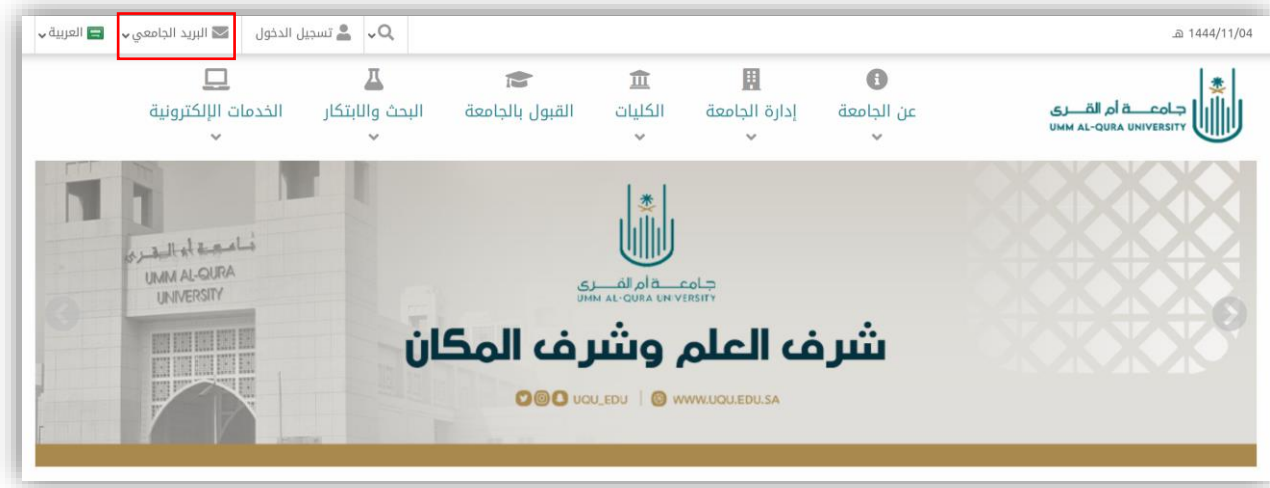 1444/11/04 هـ
تسجيل الدخول
البريد الجامعي
العربية
جامعة أم القرى
UMM AL-QURA UNIVERSITY
عن الجامعة
إدارة الجامعة
الكليات
القبول بالجامعة
البحث والابتكار
الخدمات الإلكترونية
جامعة أم القرى
UMM AL-QURA
UNIVERSITY
جامعة أم القرى
UMM AL-QURA UNIVERSITY
شرف العلم وشرف المكان
UQU_EDU | WWW.UQU.EDU.SA